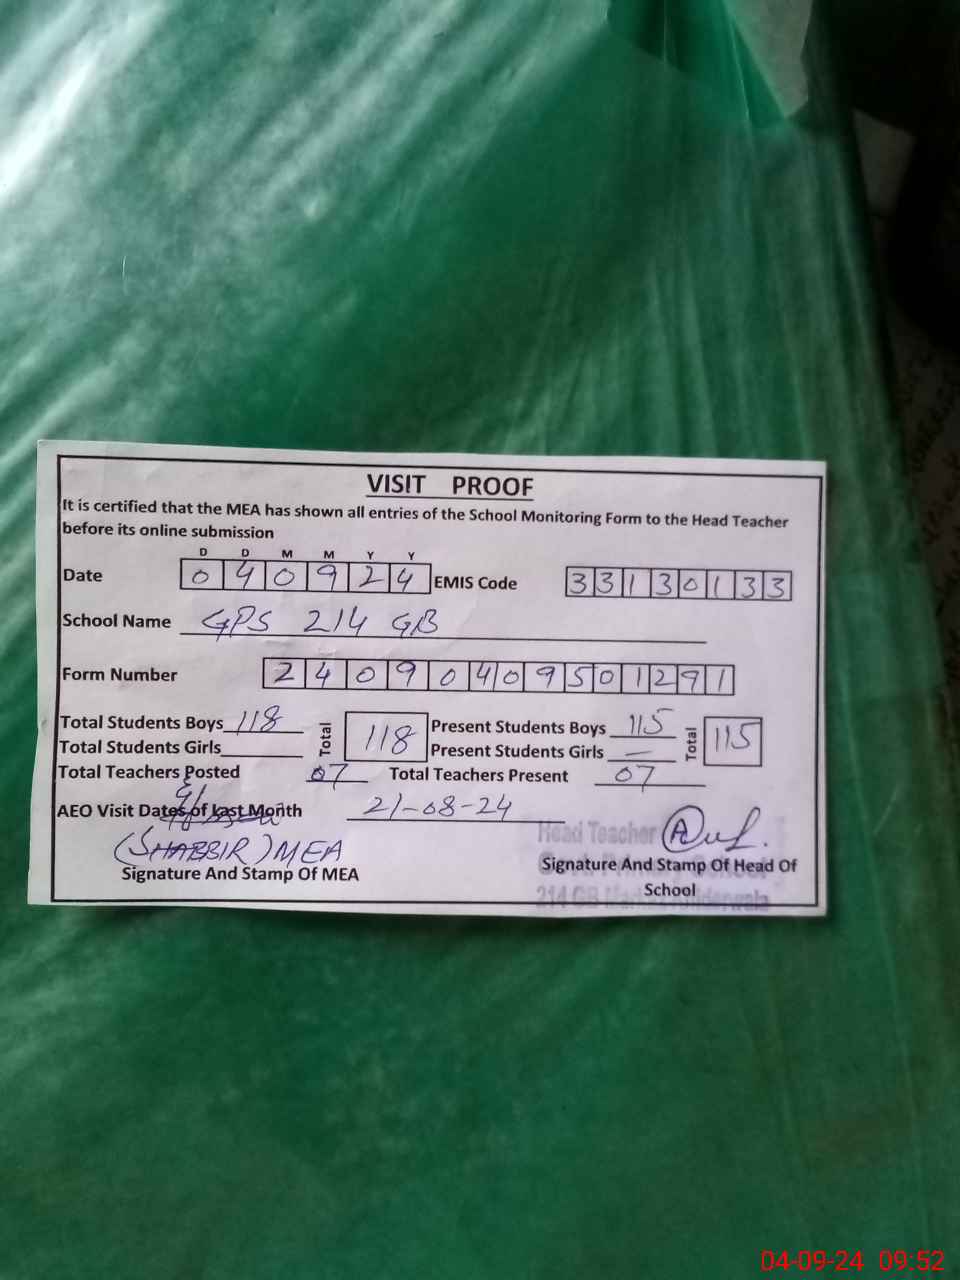 VISIT PROOF
It is certified that the MEA has shown all entries of the School Monitoring Form to the Head Teacher
before its online submission
D D M M Y Y
Date 0 4 0 9 2 4 EMIS Code 3 3 1 3 0 1 3 3
School Name GPS 214 GB
Form Number 2 4 0 9 0 4 0 9 5 0 1 2 9 1
Total Students Boys 118 Total 118 Present Students Boys 115 Total 115
Total Students Girls Present Students Girls —
Total Teachers Posted 07 Total Teachers Present 07
AEO Visit Dates of Last Month 21-08-24
(SHABBIR) MEA
Signature And Stamp Of MEA
Head Teacher
Signature And Stamp Of Head Of
School
214 GB
04-09-24 09:52